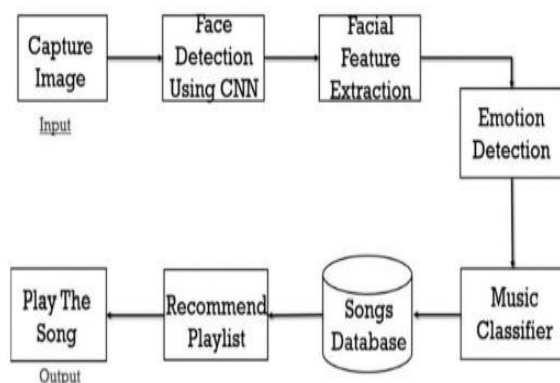 Capture
Image
Input
Face
Detection
Using CNN
Facial
Feature
Extraction
Emotion
Detection
Music
Classifier
Songs
Database
Recommend
Playlist
Play The
Song
Output